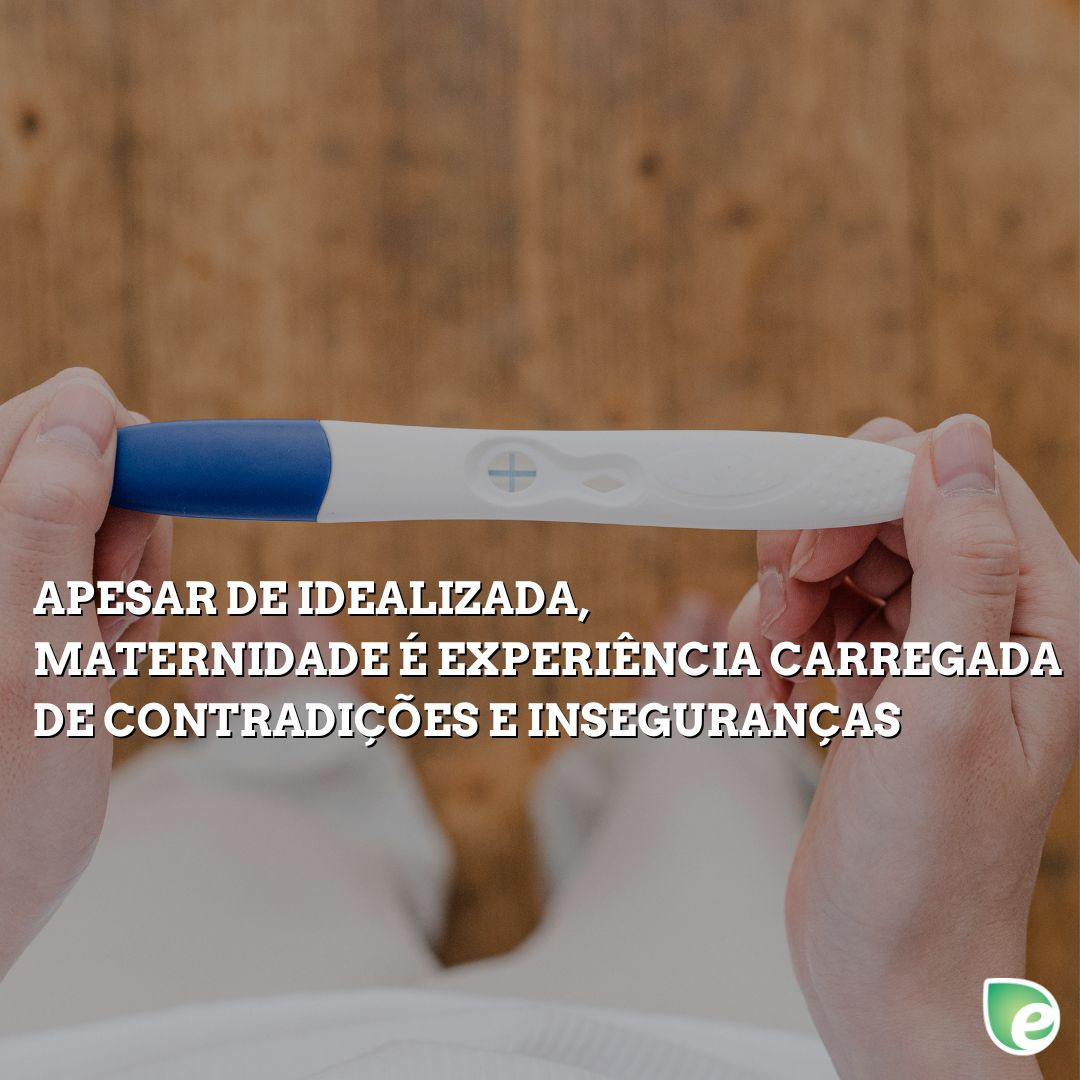 APESAR DE IDEALIZADA,
MATERNIDADE É EXPERIÊNCIA CARREGADA
DE CONTRADIÇÕES E INSEGURANÇAS
e